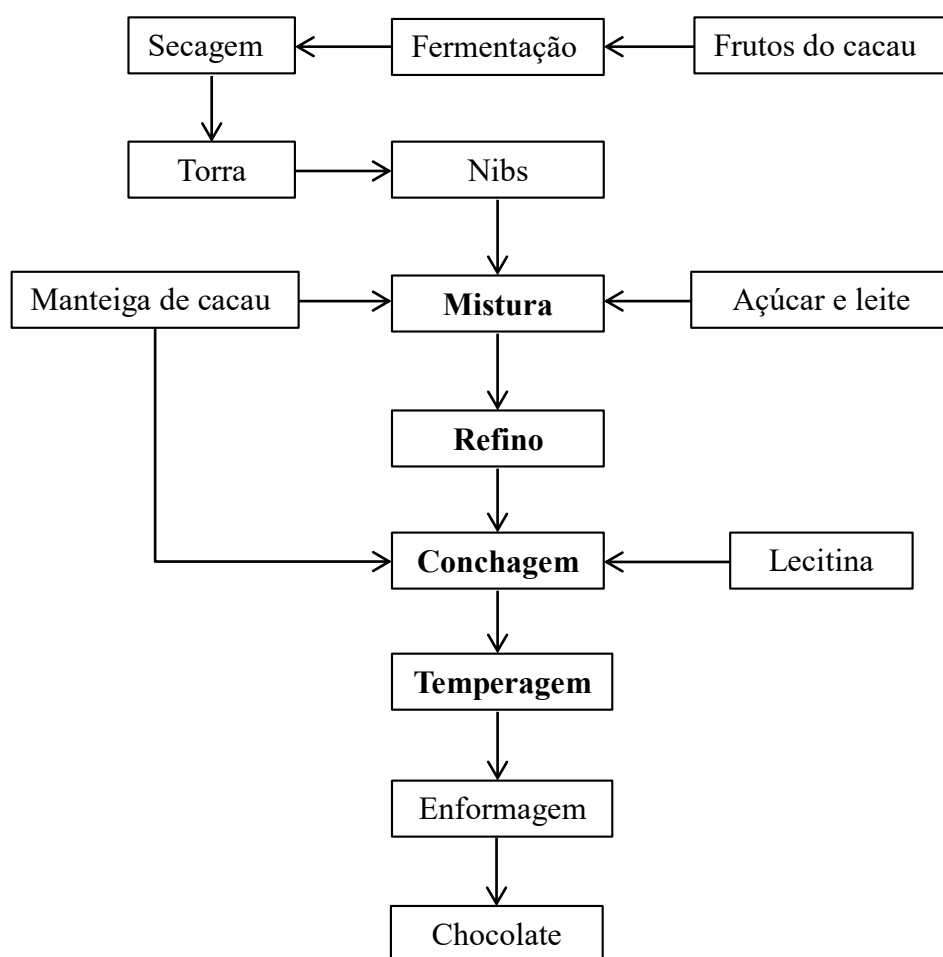 Secagem
Fermentação
Frutos do cacau
Torra
Nibs
Manteiga de cacau
Mistura
Açúcar e leite
Refino
Conchagem
Lecitina
Temperagem
Enformagem
Chocolate